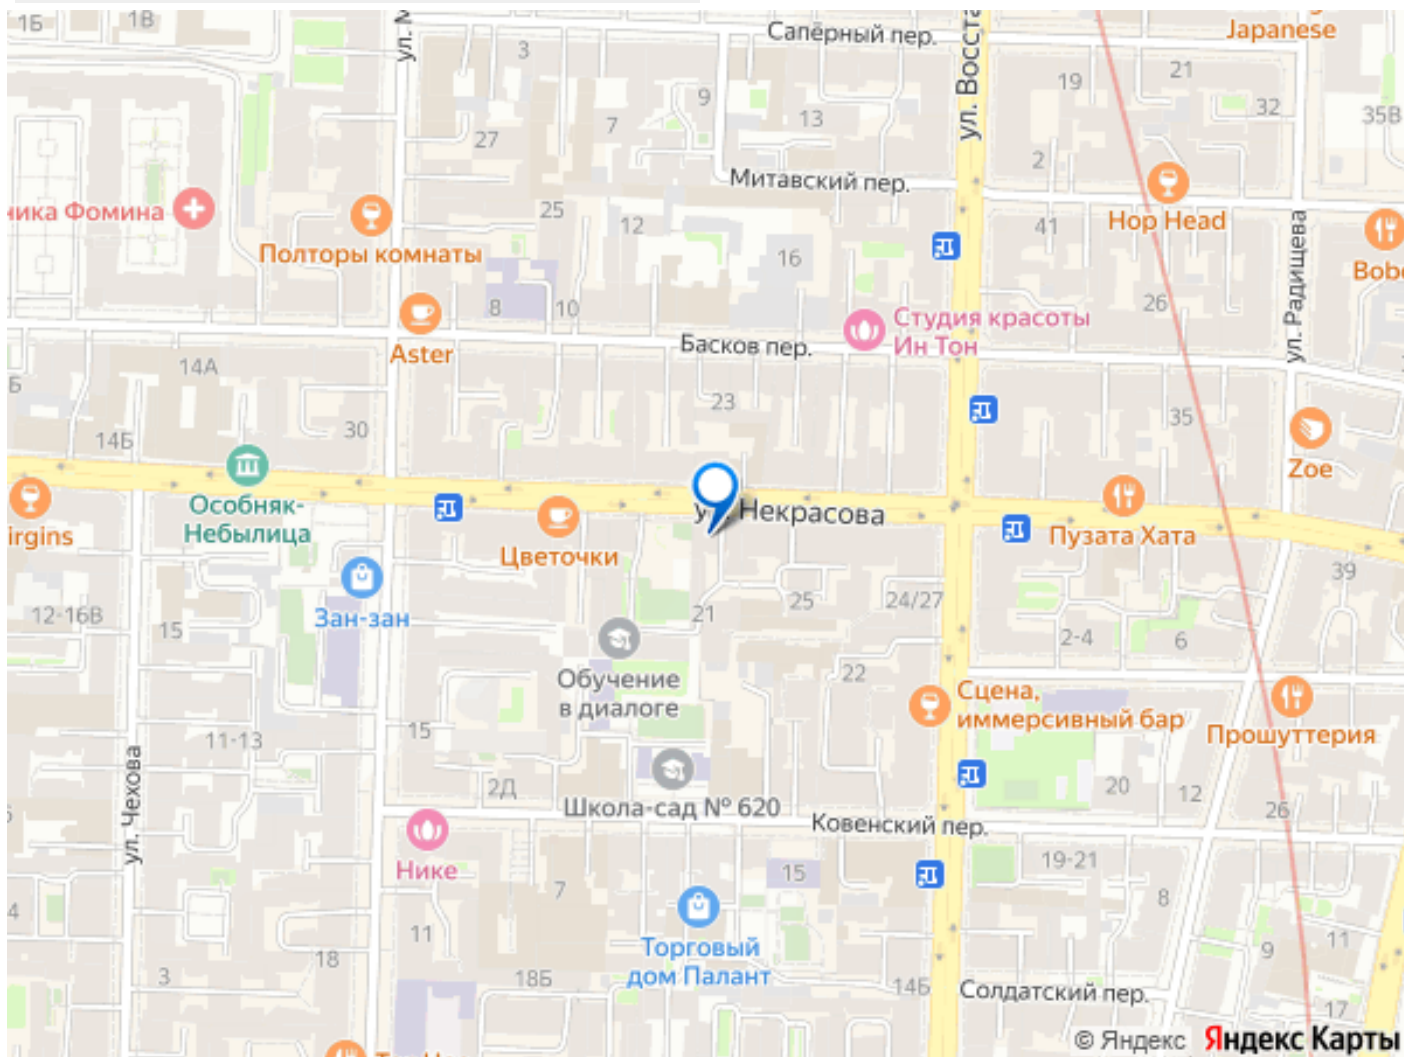 1Б
1В
3
ул. М
Сапёрный пер.
ул. Восста
Japanese
19
21
32
35В
9
7
13
27
2
Митавский пер.
ника Фомина
Полторы комнаты
25
12
16
41
Hop Head
ул. Радищева
Bob
26
8
10
Aster
Студия красоты
Ин Тон
Басков пер.
14А
Б
23
30
14Б
35
Zoe
Особняк-
Небылица
irgins
Цветочки
ул. Некрасова
Пузата Хата
39
12-16В
15
Зан-зан
21
25
24/27
2-4
6
Обучение
в диалоге
22
Сцена,
иммерсивный бар
Прошуттерия
15
11-13
ул. Чехова
2Д
20
12
26
Школа-сад № 620
Ковенский пер.
Нике
19-21
15
7
8
4
11
Торговый
дом Палант
9
11
18
3
18Б
14Б
Солдатский пер.
17
© Яндекс Яндекс Карты